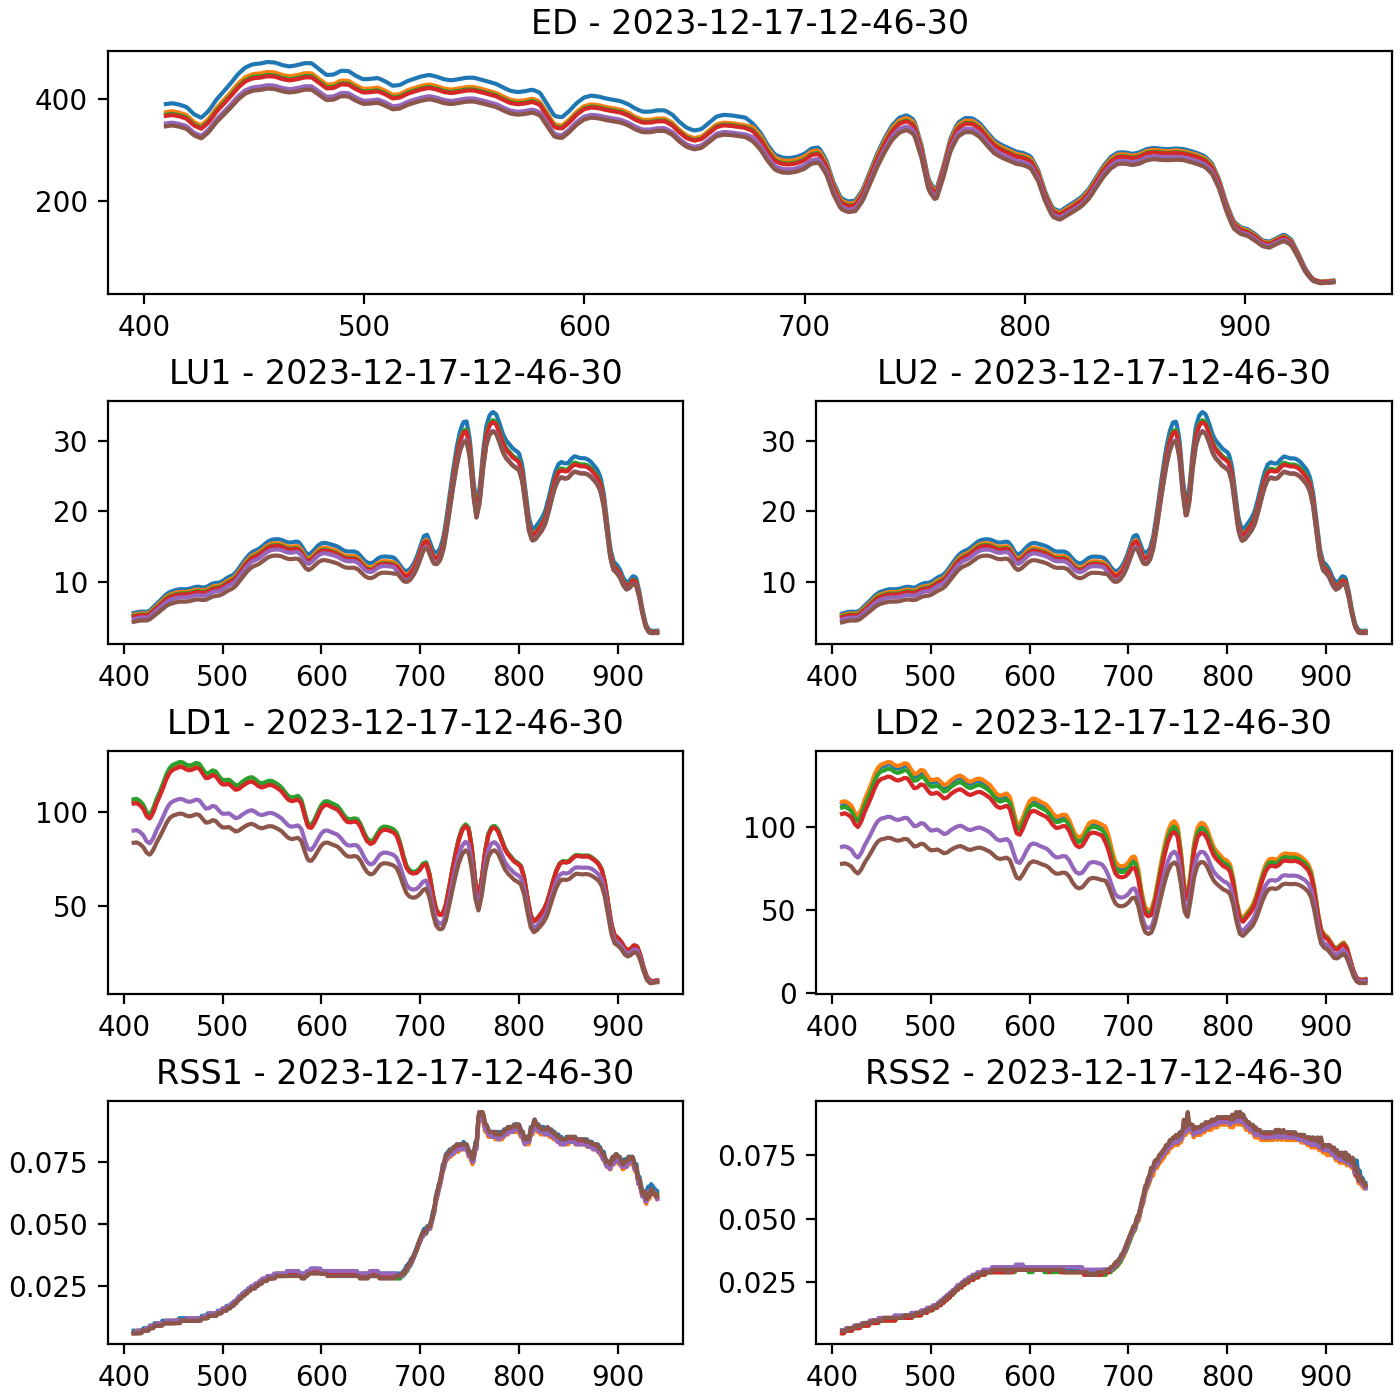 ED - 2023-12-17-12-46-30
400
200
400 500 600 700 800 900
LU1 - 2023-12-17-12-46-30
30
20
10
400 500 600 700 800 900
LU2 - 2023-12-17-12-46-30
30
20
10
400 500 600 700 800 900
LD1 - 2023-12-17-12-46-30
100
50
400 500 600 700 800 900
LD2 - 2023-12-17-12-46-30
100
50
0
400 500 600 700 800 900
RSS1 - 2023-12-17-12-46-30
0.075
0.050
0.025
400 500 600 700 800 900
RSS2 - 2023-12-17-12-46-30
0.075
0.050
0.025
400 500 600 700 800 900